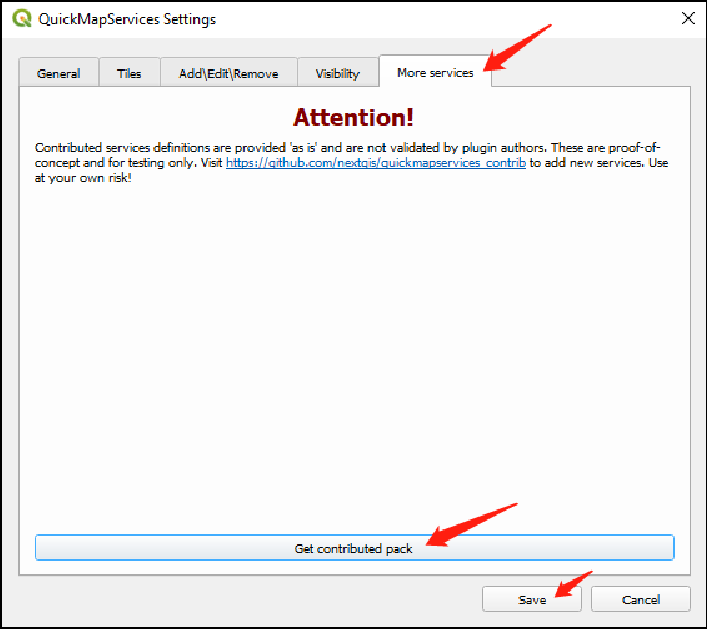 QuickMapServices Settings
General Tiles Add\Edit\Remove Visibility More services
Attention!
Contributed services definitions are provided 'as is' and are not validated by plugin authors. These are proof-of-
concept and for testing only. Visit https://github.com/nextgis/quickmapservices_contrib to add new services. Use
at your own risk!
Get contributed pack
Save Cancel